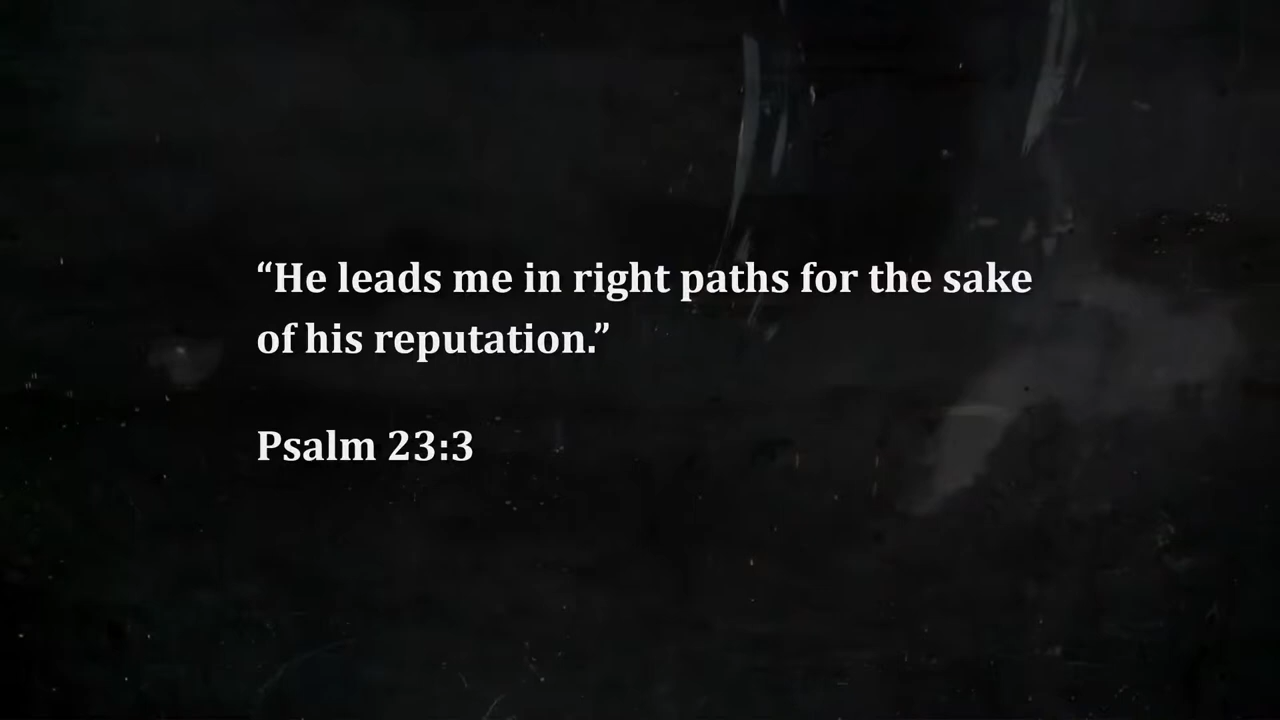 “He leads me in right paths for the sake
of his reputation.”
Psalm 23:3